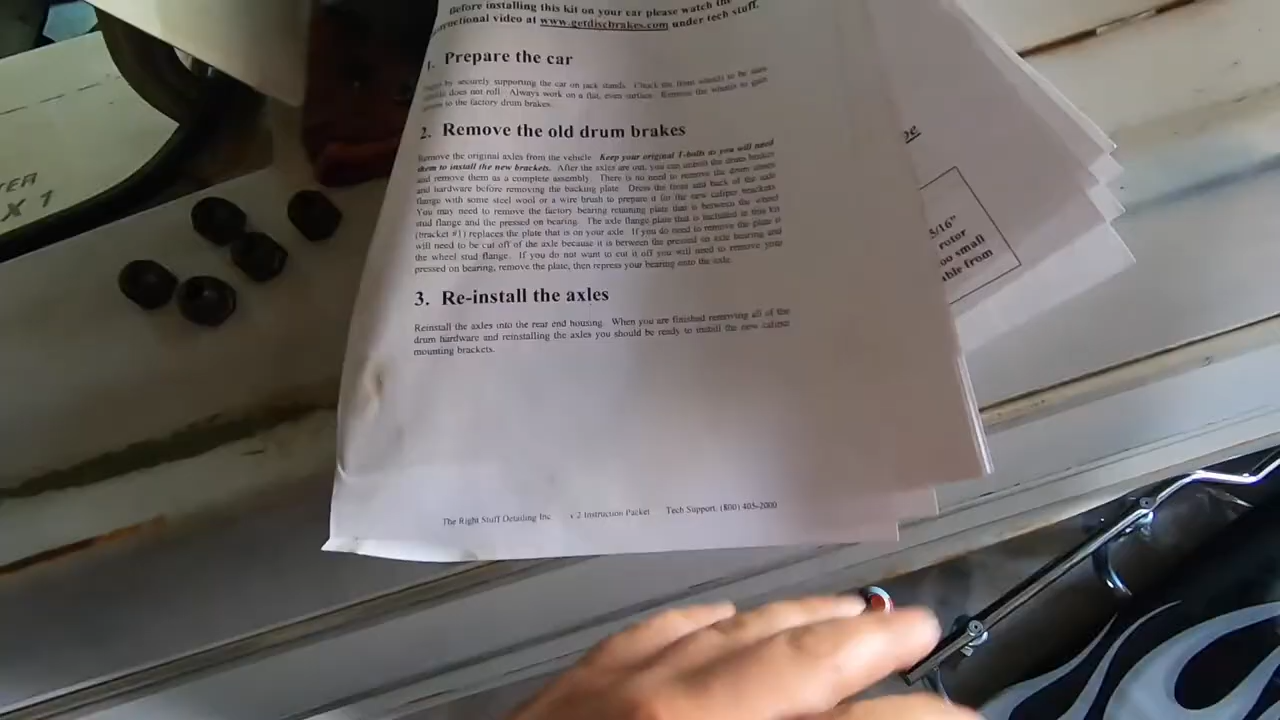 Before installing this kit on your car please watch the
instructional video at www.getdiscbrakes.com under tech stuff.
1. Prepare the car
by securely supporting the car on jack stands. Chock the front wheels to be sure
does not roll. Always work on a flat, even surface. Remove the wheels to gain
access to the factory drum brakes.
2. Remove the old drum brakes
Remove the original axles from the vehicle. Keep your original T-bolts as you will need
them to install the new brackets. After the axles are out, you can unbolt the drum brakes
and remove them as a complete assembly. There is no need to remove the drum shoes
and hardware before removing the backing plate. Dress the front and back of the axle
flange with some steel wool or a wire brush to prepare it for the new caliper brackets.
You may need to remove the factory bearing retaining plate that is between the wheel
stud flange and the pressed on bearing. The axle flange plate that is included in this kit
(bracket #1) replaces the plate that is on your axle. If you do need to remove the plate it
will need to be cut off of the axle because it is between the pressed on axle bearing and
the wheel stud flange. If you do not want to cut it off you will need to remove your
pressed on bearing, remove the plate, then repress your bearing onto the axle.
3. Re-install the axles
Reinstall the axles into the rear end housing. When you are finished removing all of the
drum hardware and reinstalling the axles you should be ready to install the new caliper
mounting brackets.
The Right Stuff Detailing Inc 2 Instruction Packet Tech Support. (800) 405-2000
5/16"
rotor
oo small
able from
TER
X 1